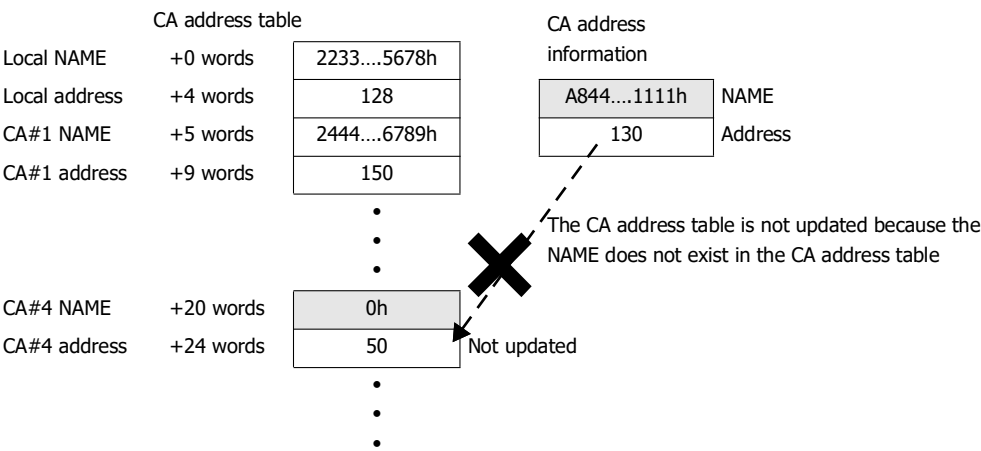 CA address table
CA address
information
Local NAME +0 words 2233....5678h
Local address +4 words 128 A844....1111h NAME
CA#1 NAME +5 words 2444....6789h 130 Address
CA#1 address +9 words 150
The CA address table is not updated because the
NAME does not exist in the CA address table
CA#4 NAME +20 words 0h
CA#4 address +24 words 50 Not updated